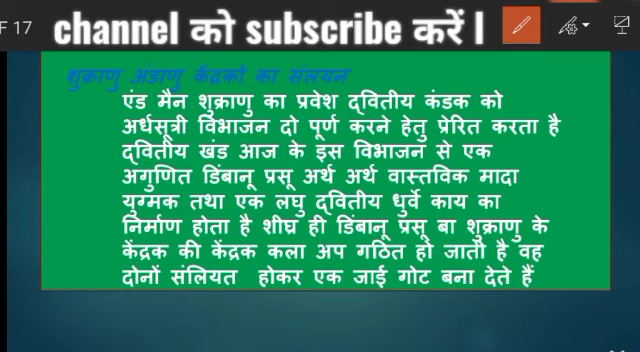 F 17
channel को subscribe करें l
शुक्राणु अंडाणु केंद्रको का संलयन
एंड मैन शुक्राणु का प्रवेश द्वितीय कंडक को
अर्धसूत्री विभाजन दो पूर्ण करने हेतु प्रेरित करता है
द्वितीय खंड आज के इस विभाजन से एक
अगुणित डिंबानू प्रसू अर्थ अर्थ वास्तविक मादा
युग्मक तथा एक लघु द्वितीय धुर्वे काय का
निर्माण होता है शीघ्र ही डिंबानू प्रसू बा शुक्राणु के
केंद्रक की केंद्रक कला अप गठित हो जाती है वह
दोनों संलियत होकर एक जाई गोट बना देते हैं